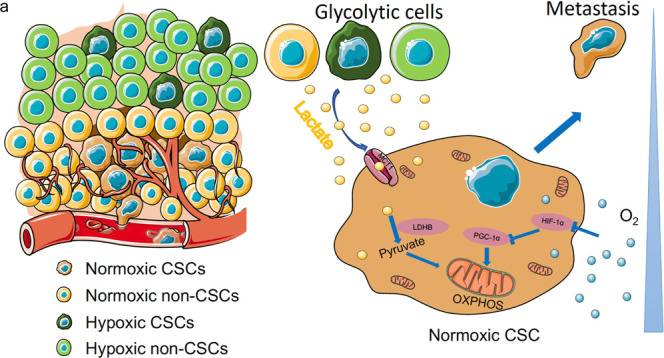 a
Glycolytic cells
Metastasis
Lactate
LDHB
PGC-1α
HIF-1α
O2
Pyruvate
OXPHOS
Normoxic CSC
Normoxic CSCs
Normoxic non-CSCs
Hypoxic CSCs
Hypoxic non-CSCs